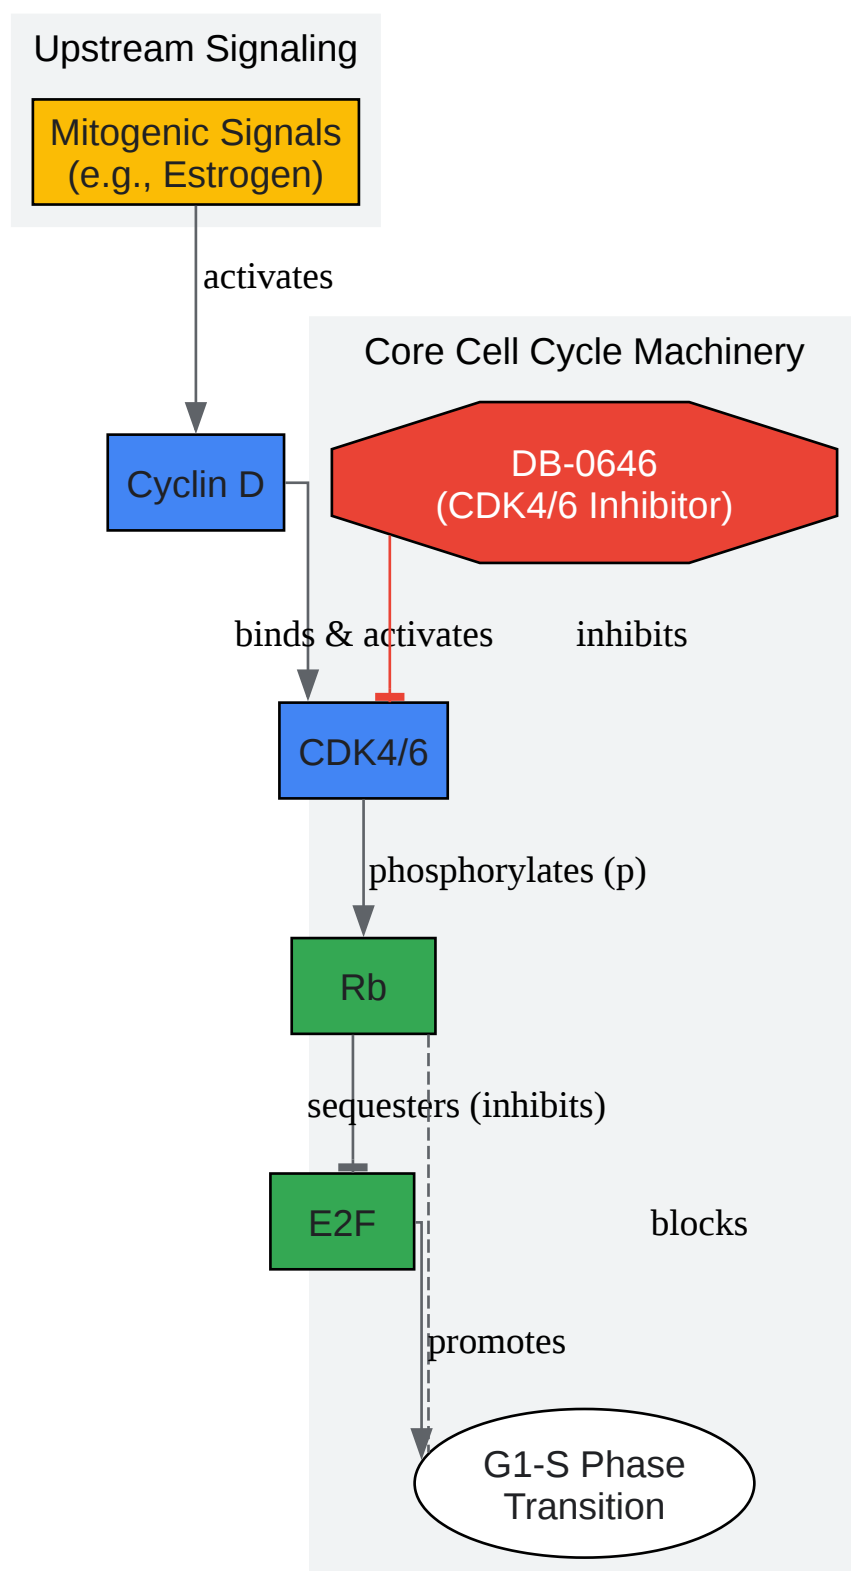 Upstream Signaling
Mitogenic Signals
(e.g., Estrogen)
activates
Core Cell Cycle Machinery
Cyclin D
DB-0646
(CDK4/6 Inhibitor)
binds & activates
inhibits
CDK4/6
phosphorylates (p)
Rb
sequesters (inhibits)
E2F
blocks
promotes
G1-S Phase
Transition